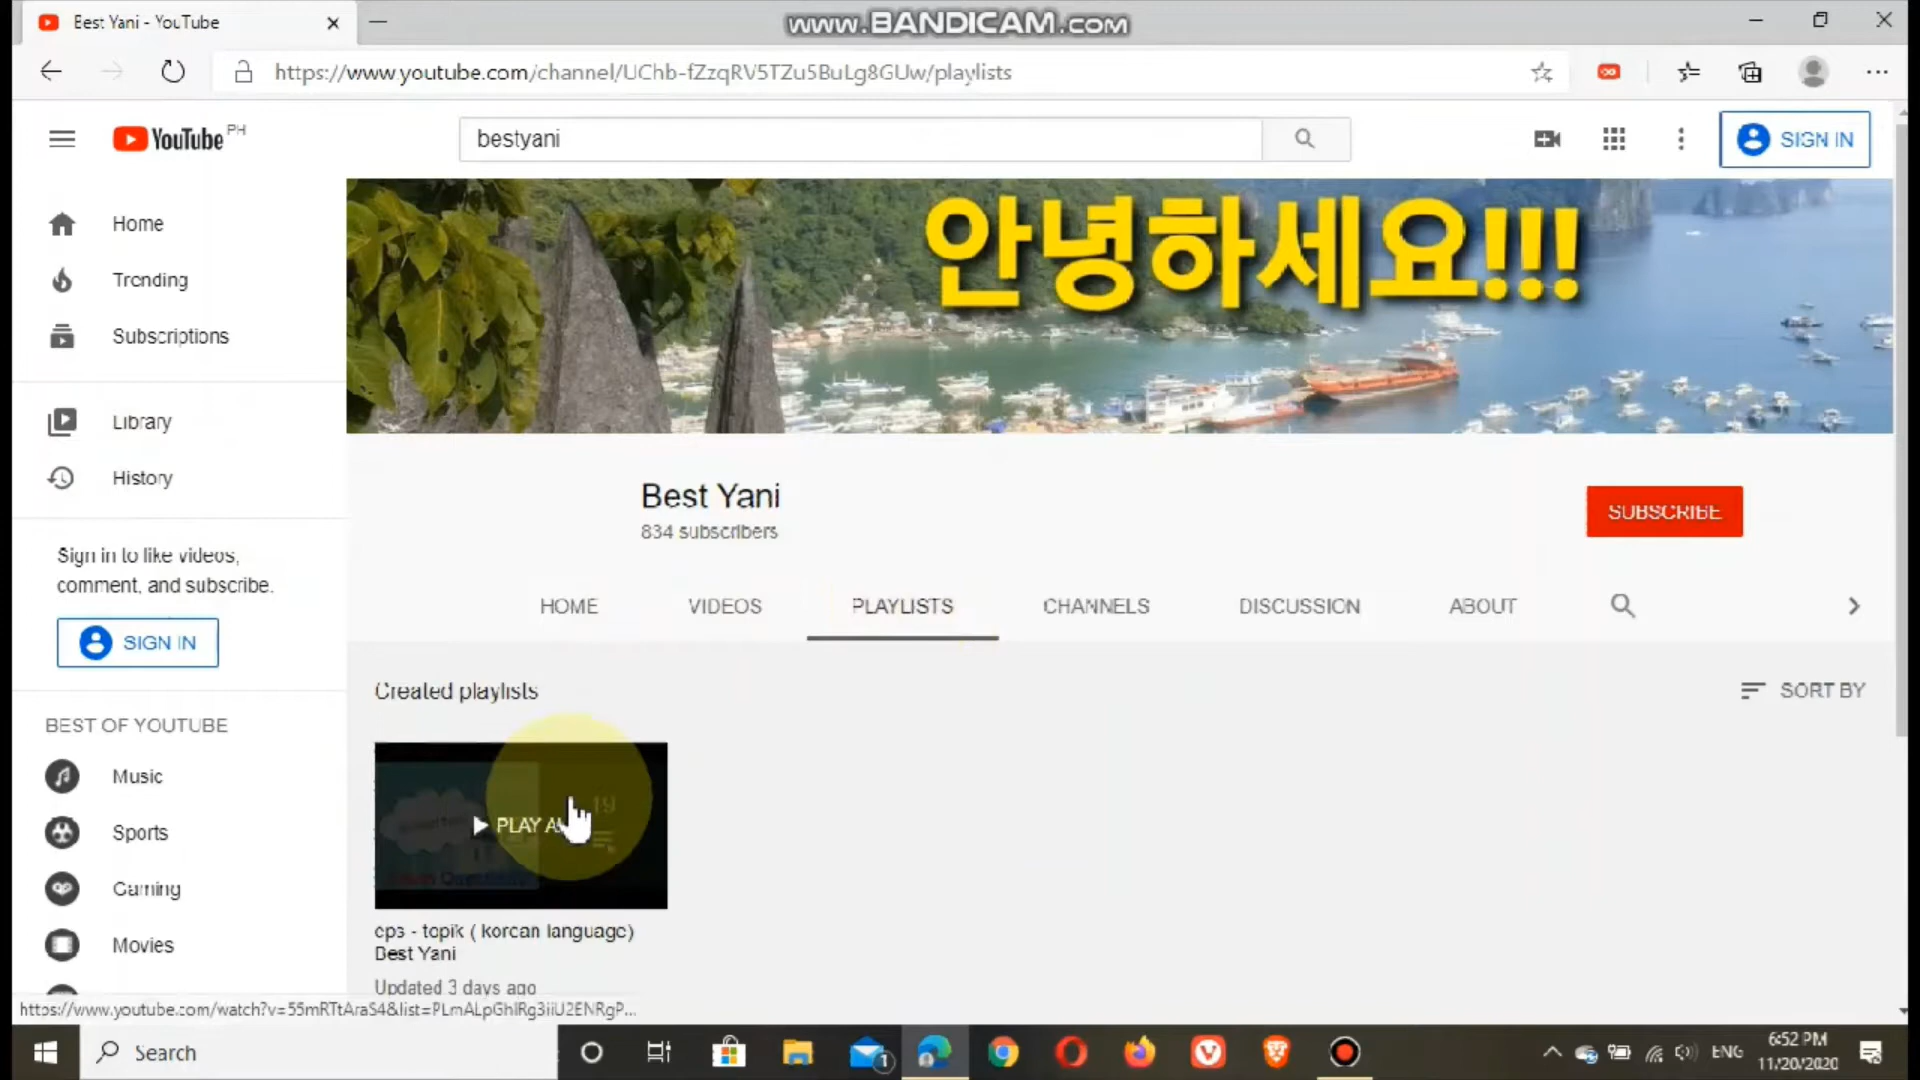 Best Yani - YouTube
www.BANDICAM.com
https://www.youtube.com/channel/UChb-fZzqRV5TZu5BuLg8GUw/playlists
YouTube PH
bestyani
SIGN IN
Home
Trending
Subscriptions
Library
History
Sign in to like videos,
comment, and subscribe.
SIGN IN
BEST OF YOUTUBE
Music
Sports
Gaming
Movies
안녕하세요!!!
Best Yani
834 subscribers
SUBSCRIBE
HOME
VIDEOS
PLAYLISTS
CHANNELS
DISCUSSION
ABOUT
Created playlists
SORT BY
19
PLAY
eps - topik ( korean language)
Best Yani
Updated 3 days ago
https://www.youtube.com/watch?v=55mRTtAraS4&list=PLmALpGhIRg3iiU2ENRgP...
Search
1
ENG
6:52 PM
11/20/2020